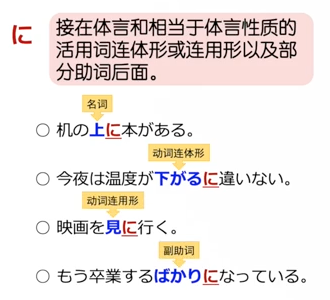 に
接在体言和相当于体言性质的
活用词连体形或连用形以及部
分助词后面。
名词
○ 机の上に本がある。
动词连体形
○ 今夜は温度が下がるに違いない。
动词连用形
○ 映画を見に行く。
副助词
○ もう卒業するばかりになっている。